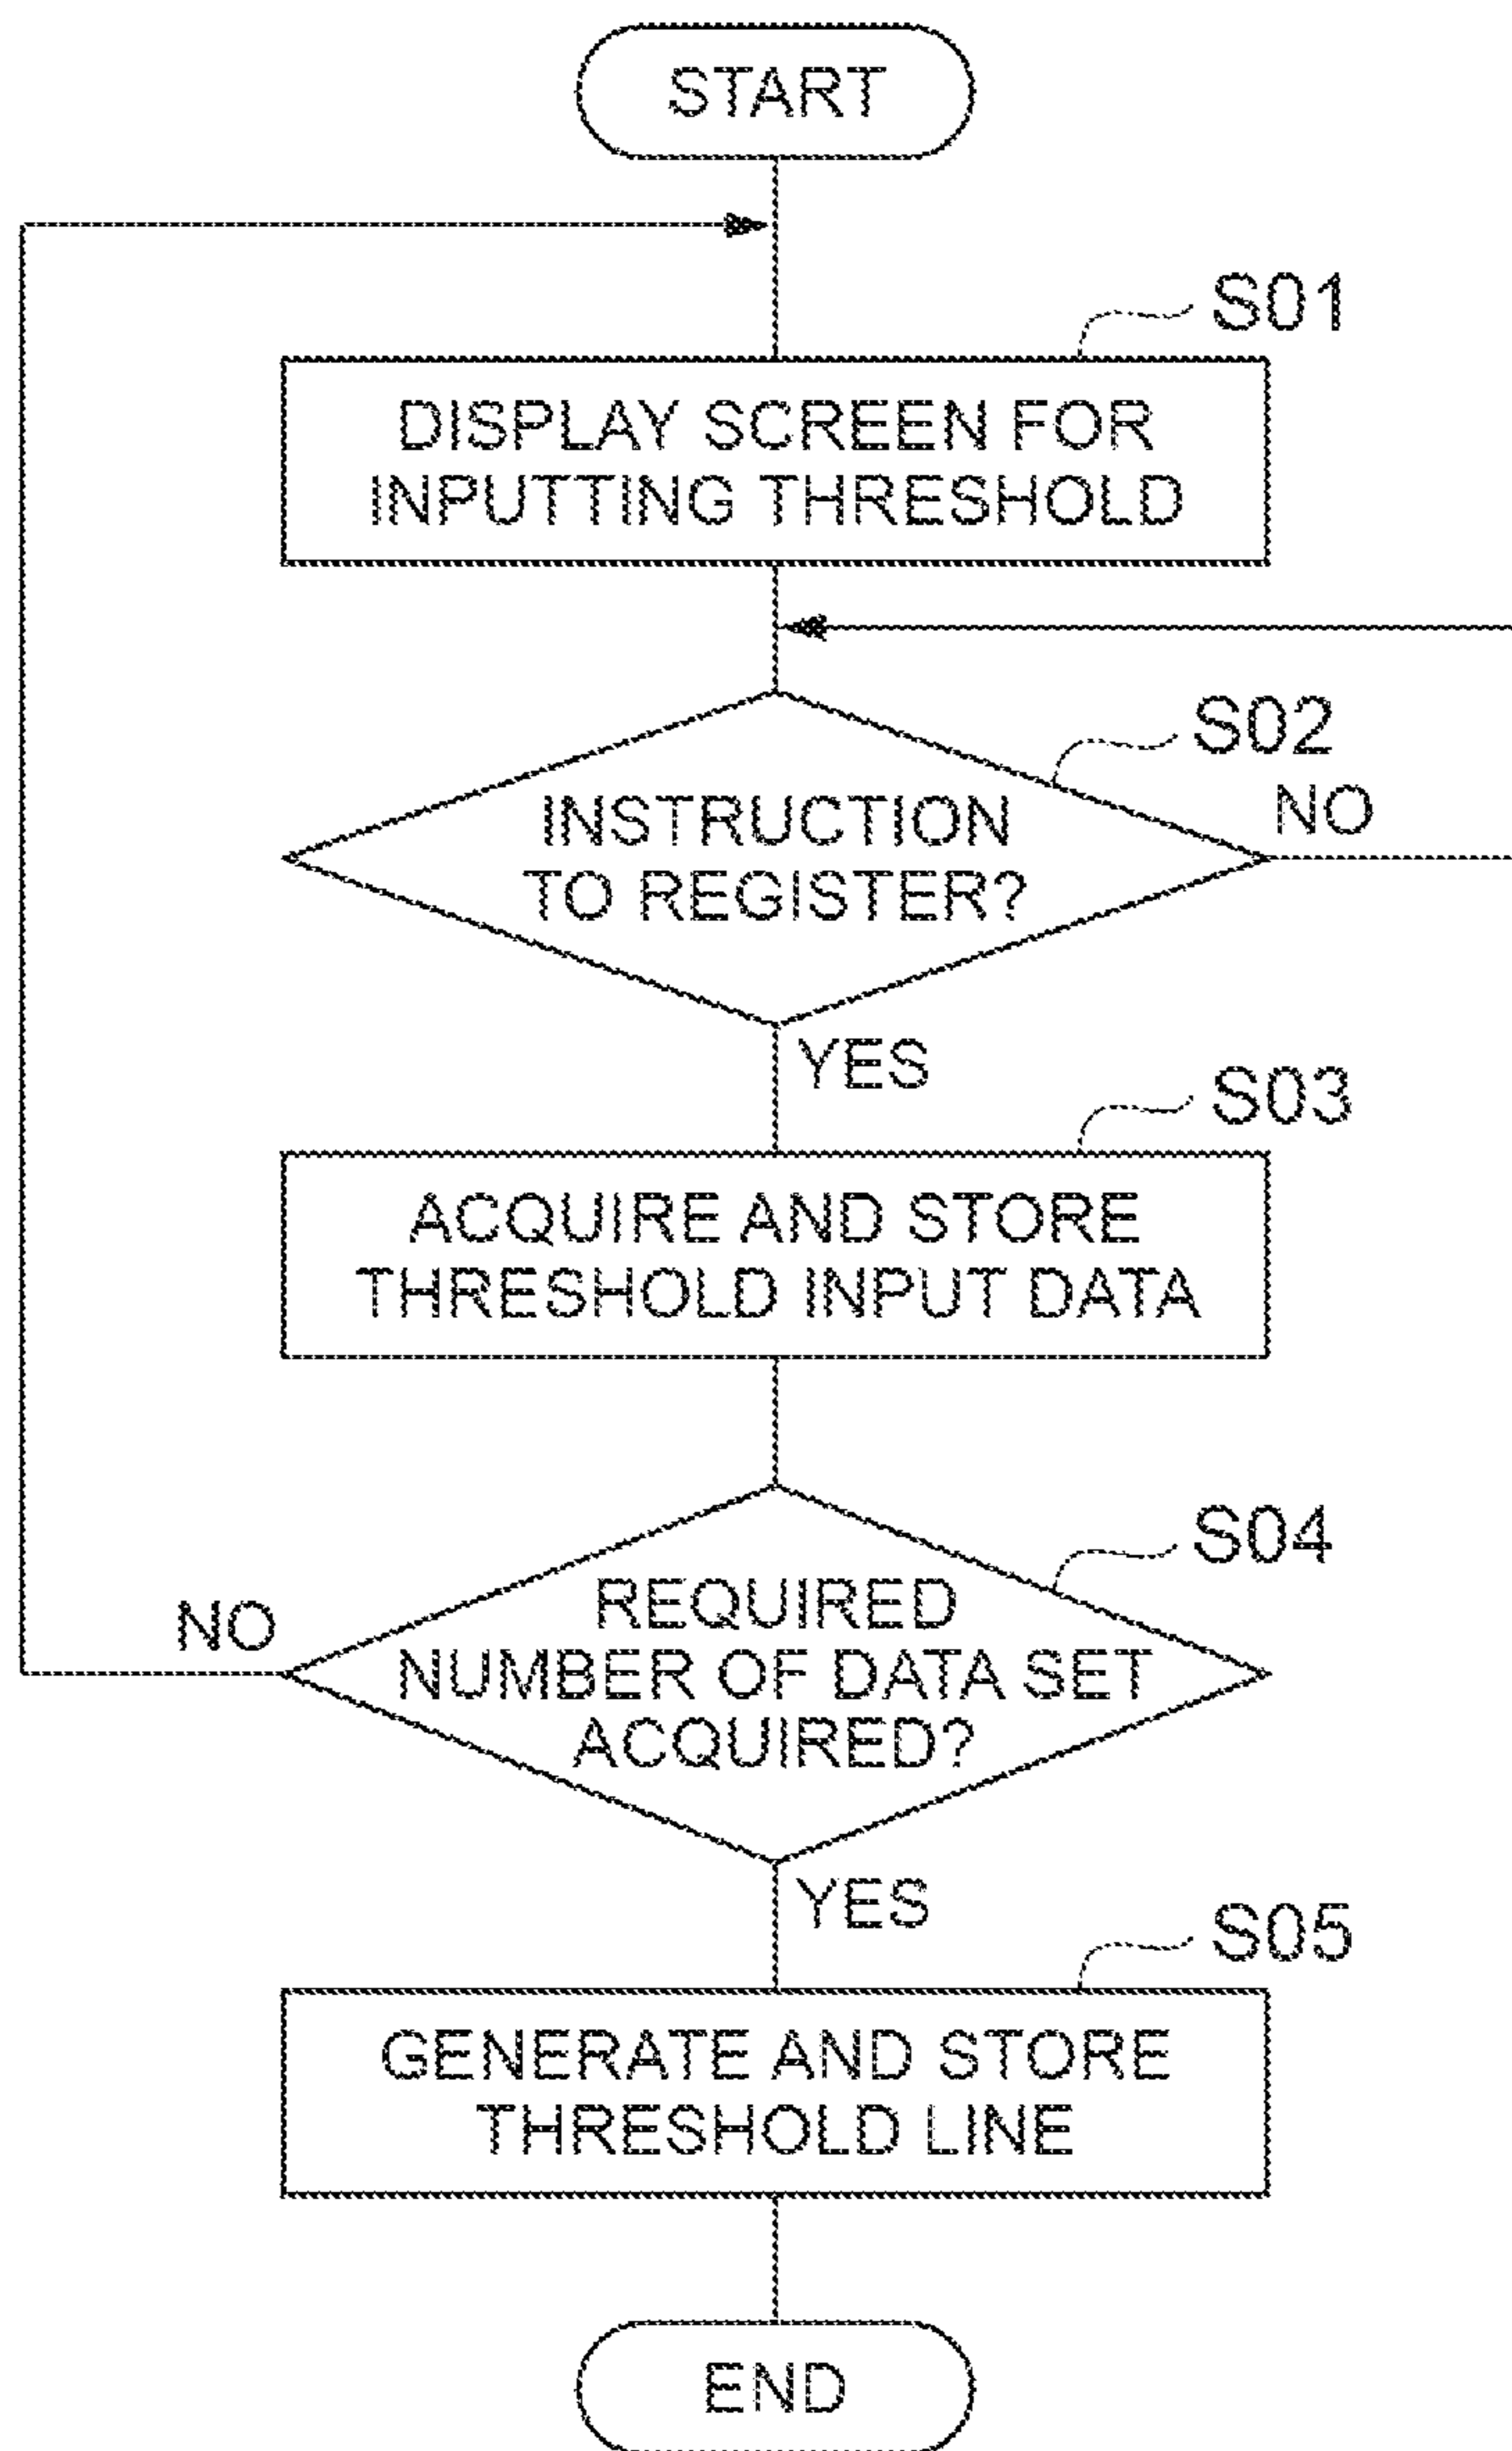 START
S01
DISPLAY SCREEN FOR
INPUTTING THRESHOLD
S02
INSTRUCTION
TO REGISTER?
NO
YES
S03
ACQUIRE AND STORE
THRESHOLD INPUT DATA
S04
REQUIRED
NUMBER OF DATA SET
ACQUIRED?
NO
YES
S05
GENERATE AND STORE
THRESHOLD LINE
END